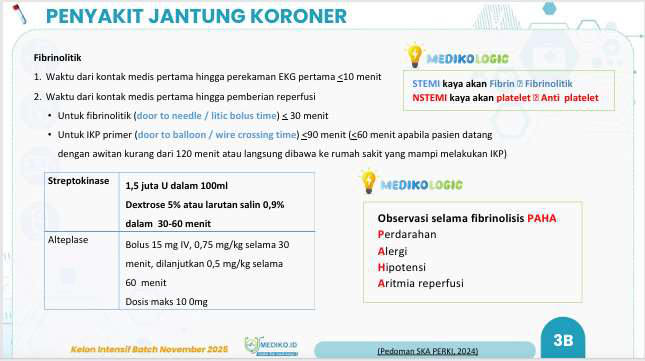 PENYAKIT JANTUNG KORONER
Fibrinolitik
1. Waktu dari kontak medis pertama hingga perekaman EKG pertama <10 menit
2. Waktu dari kontak medis pertama hingga pemberian reperfusi
• Untuk fibrinolitik (door to needle / litic bolus time) < 30 menit
• Untuk IKP primer (door to balloon / wire crossing time) <90 menit (<60 menit apabila pasien datang
dengan awitan kurang dari 120 menit atau langsung dibawa ke rumah sakit yang mampi melakukan IKP)
MEDIKOLOGIC
STEMI kaya akan Fibrin Fibrinolitik
NSTEMI kaya akan platelet Anti platelet
Streptokinase
1,5 juta U dalam 100ml
Dextrose 5% atau larutan salin 0,9%
dalam 30-60 menit
Alteplase
Bolus 15 mg IV, 0,75 mg/kg selama 30
menit, dilanjutkan 0,5 mg/kg selama
60 menit
Dosis maks 10 0mg
MEDIKOLOGIC
Observasi selama fibrinolisis PAHA
Perdarahan
Alergi
Hipotensi
Aritmia reperfusi
Kelon Intensif Batch November 2025
MEDIKO.ID
(Pedoman SKA PERKI, 2024)
3B